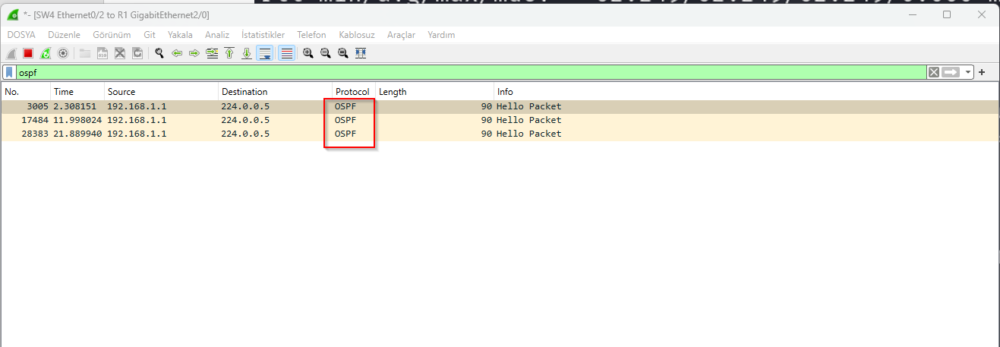 *- [SW4 Ethernet0/2 to R1 GigabitEthernet2/0]
DOSYA Düzenle Görünüm Git Yakala Analiz İstatistikler Telefon Kablosuz Araçlar Yardım
ospf
No. Time Source Destination Protocol Length Info
3005 2.308151 192.168.1.1 224.0.0.5 OSPF 90 Hello Packet
17484 11.998024 192.168.1.1 224.0.0.5 OSPF 90 Hello Packet
28383 21.889940 192.168.1.1 224.0.0.5 OSPF 90 Hello Packet